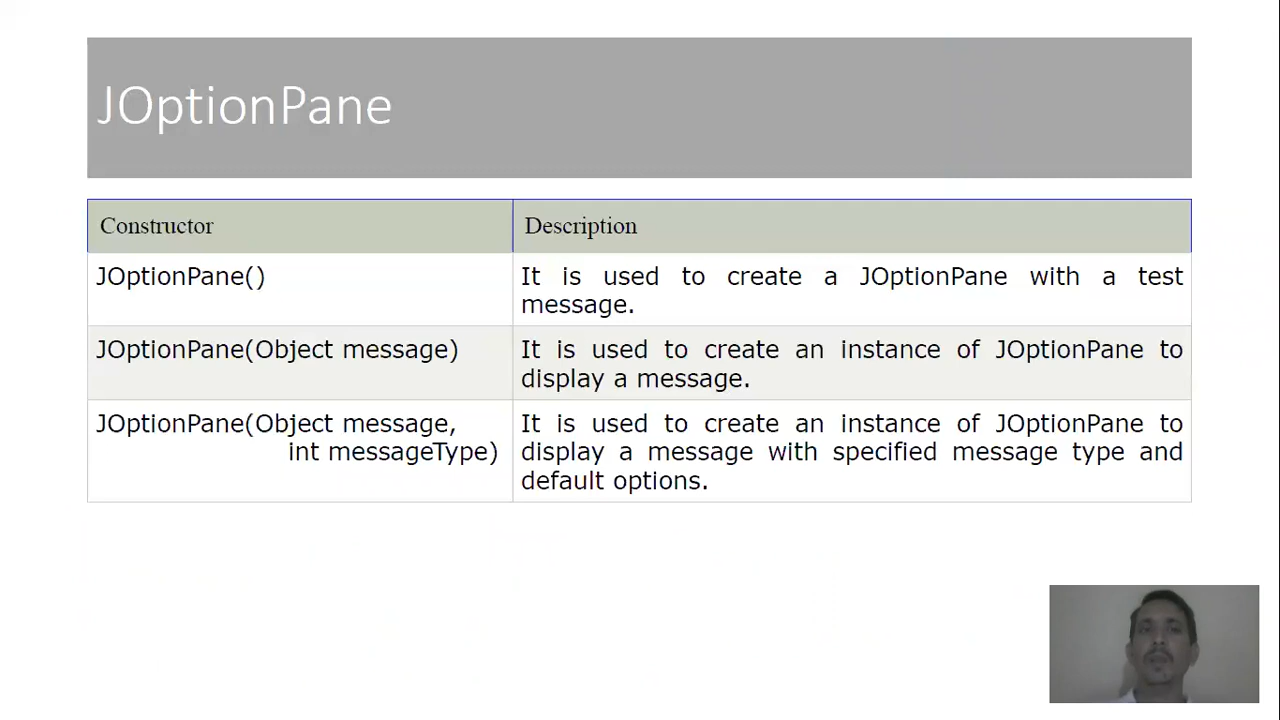 JOptionPane
Constructor
Description
JOptionPane()
It is used to create a JOptionPane with a test
message.
JOptionPane(Object message)
It is used to create an instance of JOptionPane to
display a message.
JOptionPane(Object message,
int messageType)
It is used to create an instance of JOptionPane to
display a message with specified message type and
default options.